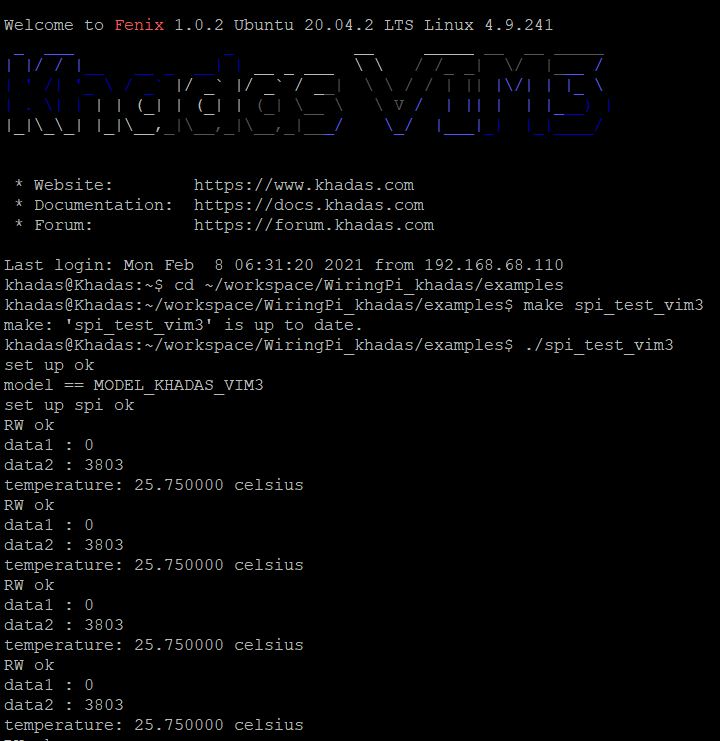 Welcome to Fenix 1.0.2 Ubuntu 20.04.2 LTS Linux 4.9.241
Khadas VIM3
* Website: https://www.khadas.com
* Documentation: https://docs.khadas.com
* Forum: https://forum.khadas.com
Last login: Mon Feb  8 06:31:20 2021 from 192.168.68.110
khadas@Khadas:~$ cd ~/workspace/WiringPi_khadas/examples
khadas@Khadas:~/workspace/WiringPi_khadas/examples$ make spi_test_vim3
make: 'spi_test_vim3' is up to date.
khadas@Khadas:~/workspace/WiringPi_khadas/examples$ ./spi_test_vim3
set up ok
model == MODEL_KHADAS_VIM3
set up spi ok
RW ok
data1 : 0
data2 : 3803
temperature: 25.750000 celsius
RW ok
data1 : 0
data2 : 3803
temperature: 25.750000 celsius
RW ok
data1 : 0
data2 : 3803
temperature: 25.750000 celsius
RW ok
data1 : 0
data2 : 3803
temperature: 25.750000 celsius